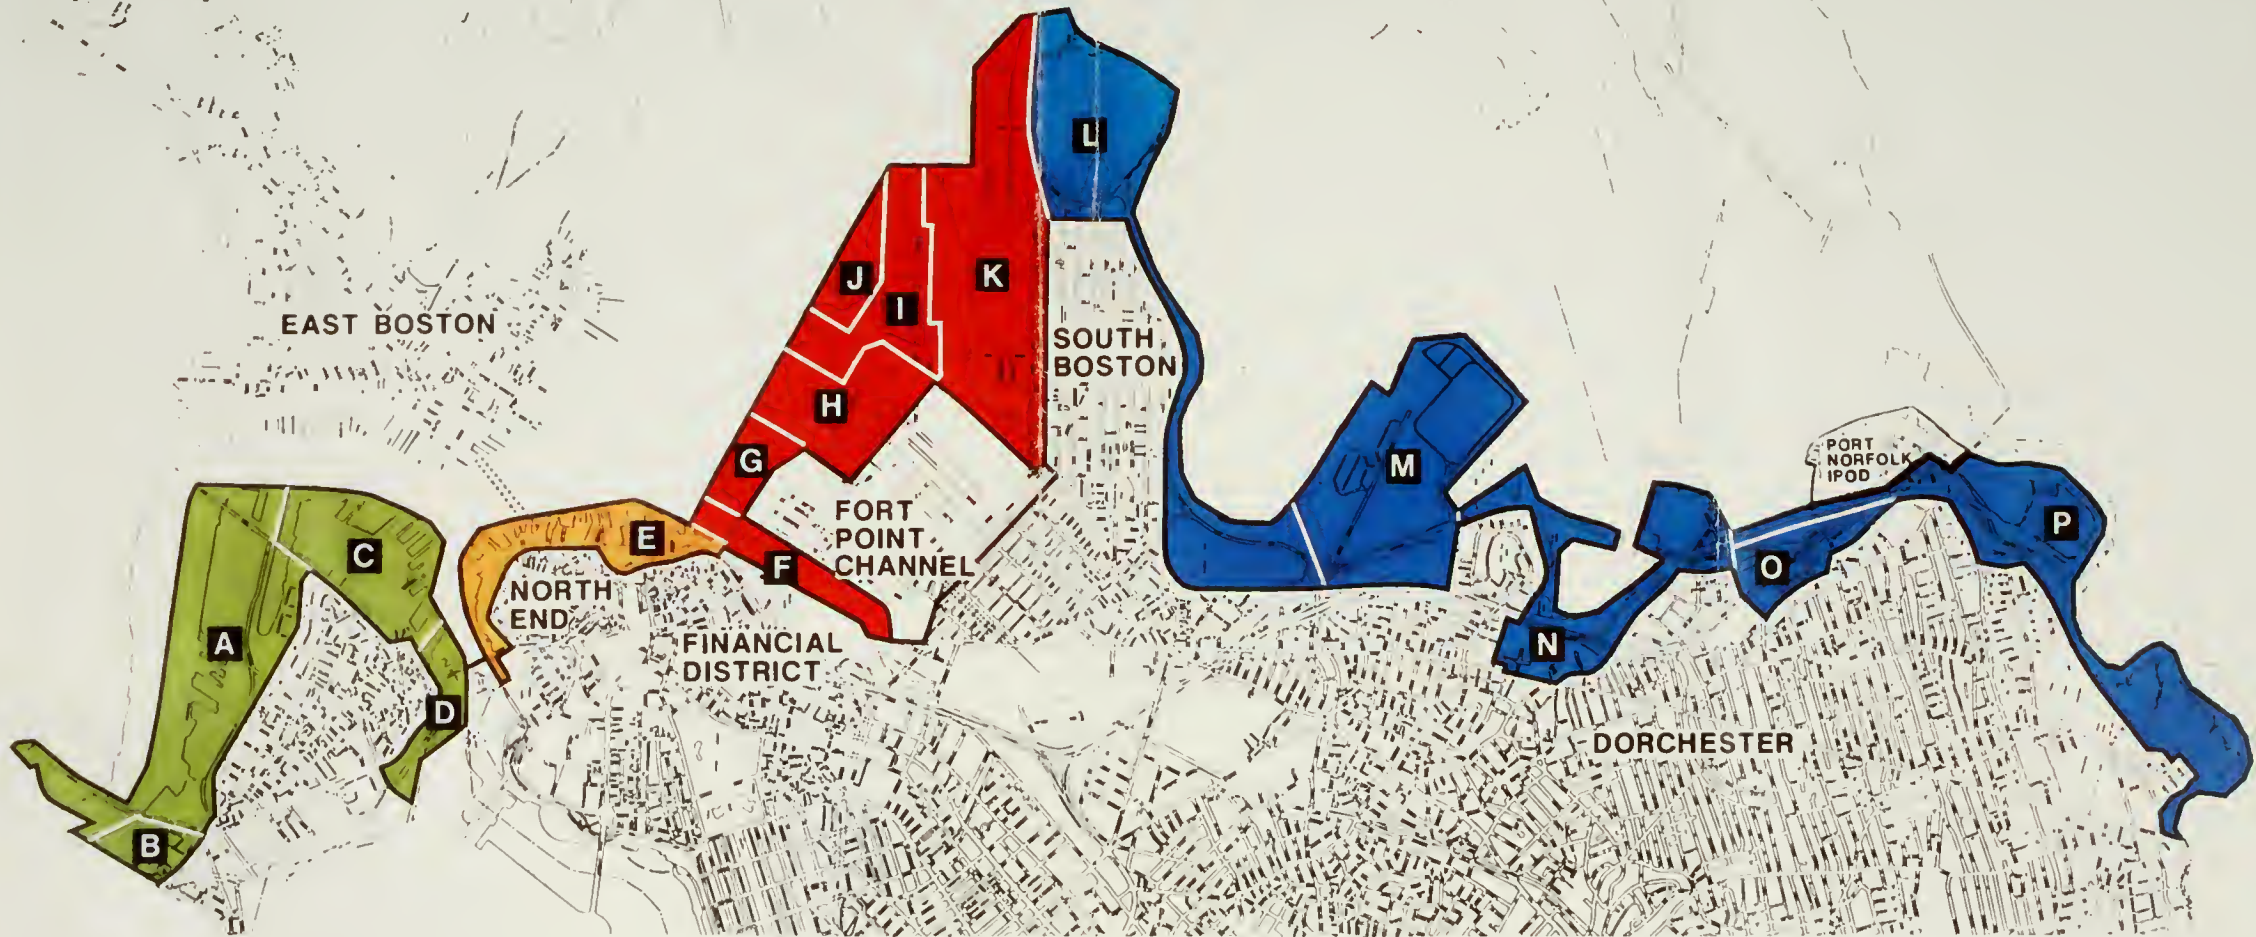 L
J
K
I
EAST BOSTON
SOUTH
BOSTON
H
G
M
PORT
NORFOLK
IPOD
FORT
POINT
CHANNEL
P
E
C
F
O
NORTH
END
A
N
FINANCIAL
DISTRICT
D
DORCHESTER
B